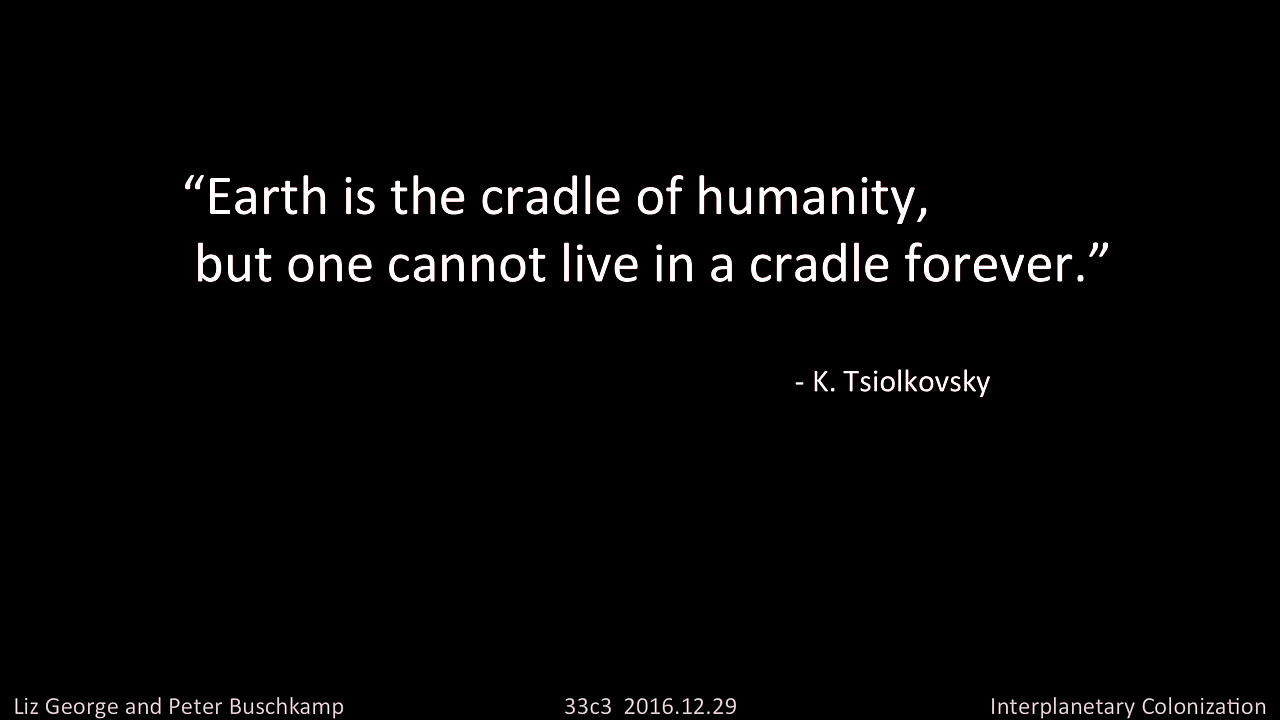 “Earth is the cradle of humanity,
but one cannot live in a cradle forever.”
- K. Tsiolkovsky
Liz George and Peter Buschkamp
33c3 2016.12.29
Interplanetary Colonization